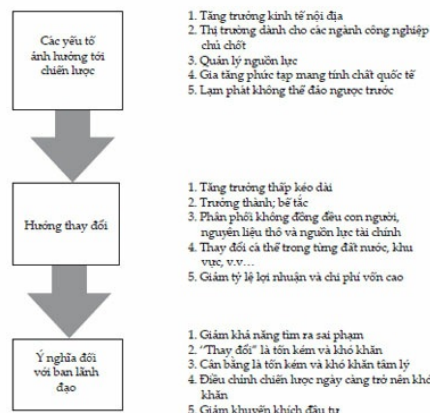 Các yếu tố
ảnh hưởng tới
chiến lược
1. Tăng trưởng kinh tế nội địa
2. Thị trường dành cho các ngành công nghiệp
chủ chốt
3. Quản lý nguồn lực
4. Gia tăng phức tạp mang tính chất quốc tế
5. Lạm phát không thể đảo ngược trước
Hướng thay đổi
1. Tăng trưởng thấp kéo dài
2. Trưởng thành; bế tắc
3. Phân phối không đồng đều con người,
nguyên liệu thô và nguồn lực tài chính
4. Thay đổi cá thể trong từng đất nước, khu
vực, v.v...
5. Giảm tỷ lệ lợi nhuận và chi phí vốn cao
Ý nghĩa đối
với ban lãnh
đạo
1. Giảm khả năng tìm ra sai phạm
2. "Thay đổi" là tốn kém và khó khăn
3. Cân bằng là tốn kém và khó khăn tâm lý
4. Điều chỉnh chiến lược ngày càng trở nên khó
khăn
5. Giảm khuyến khích đầu tư